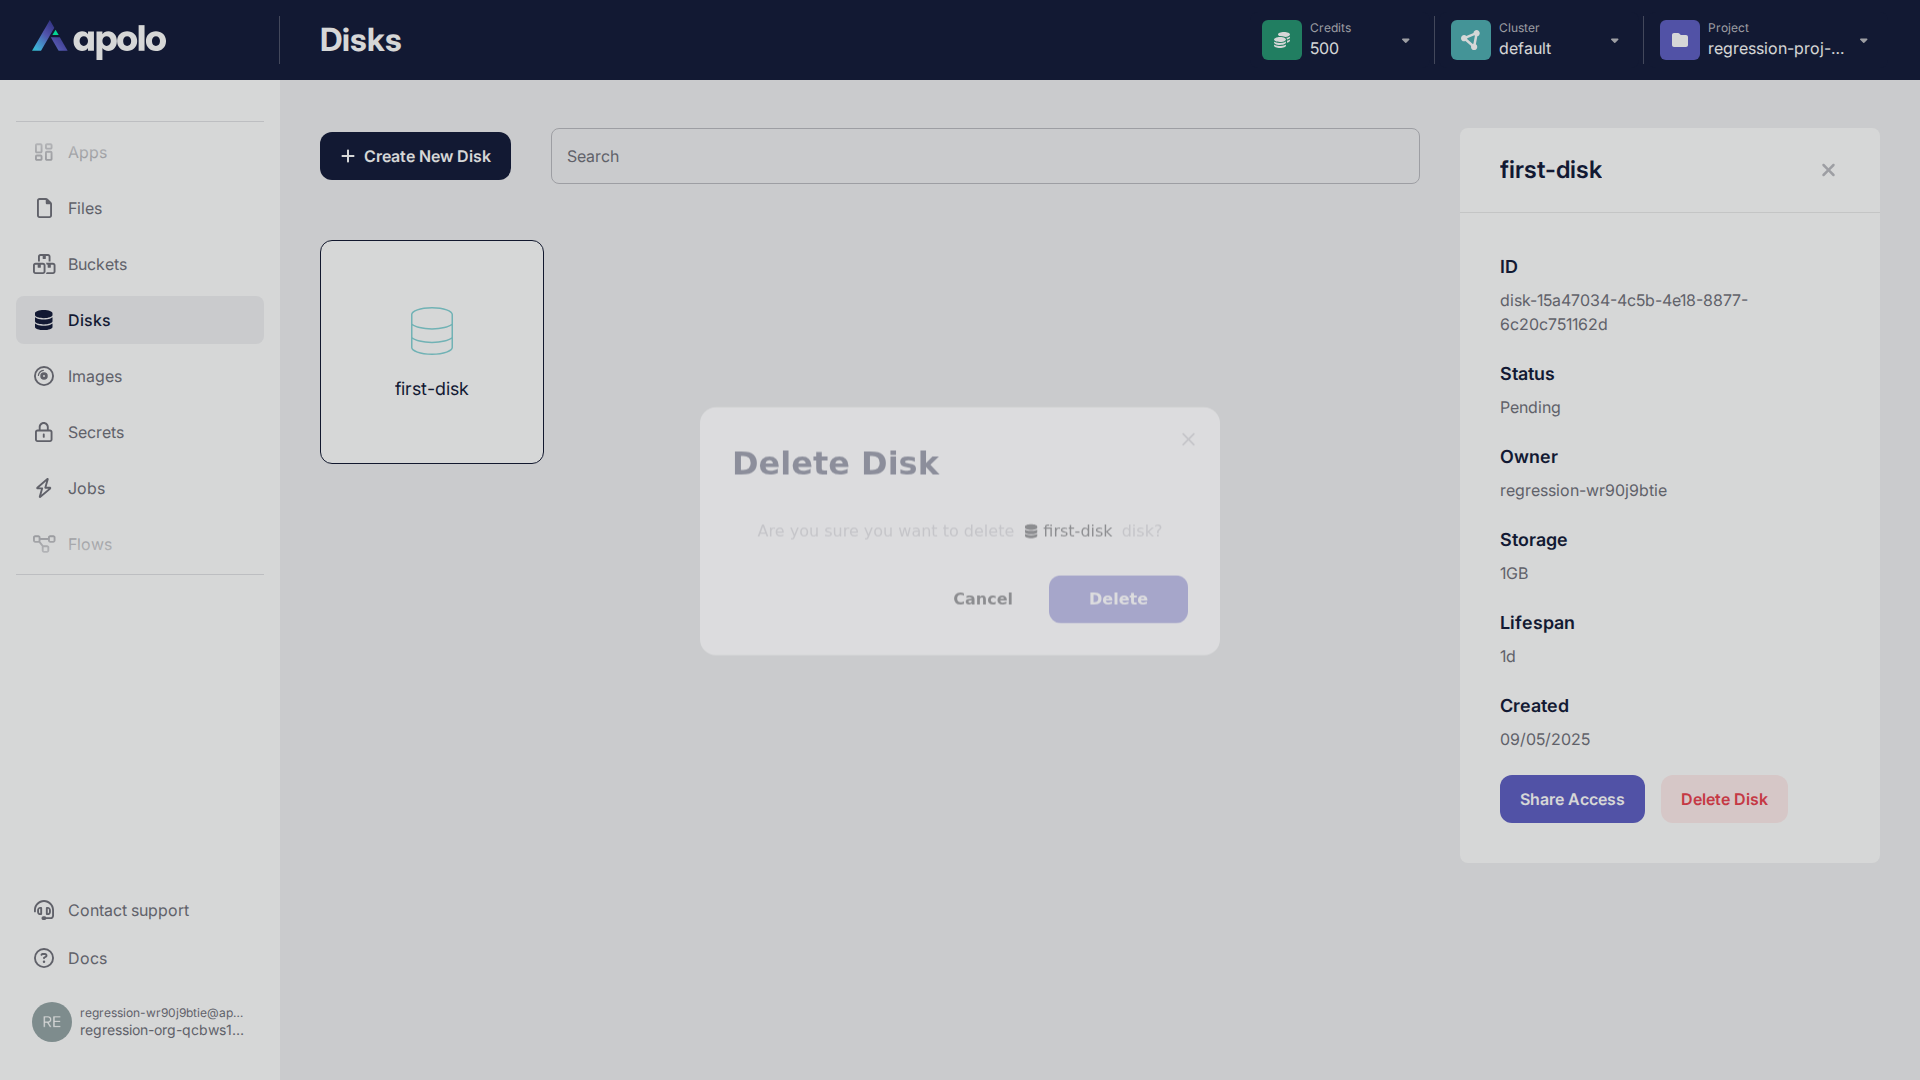 apolo
Disks
Credits
500
Cluster
default
Project
regression-proj-...
Apps
Files
Buckets
Disks
Images
Secrets
Jobs
Flows
Contact support
Docs
RE
regression-wr90j9btie@ap...
regression-org-qcbws1...
Create New Disk
Search
first-disk
Delete Disk
Are you sure you want to delete first-disk disk?
Cancel
Delete
first-disk
ID
disk-15a47034-4c5b-4e18-8877-
6c20c751162d
Status
Pending
Owner
regression-wr90j9btie
Storage
1GB
Lifespan
1d
Created
09/05/2025
Share Access
Delete Disk